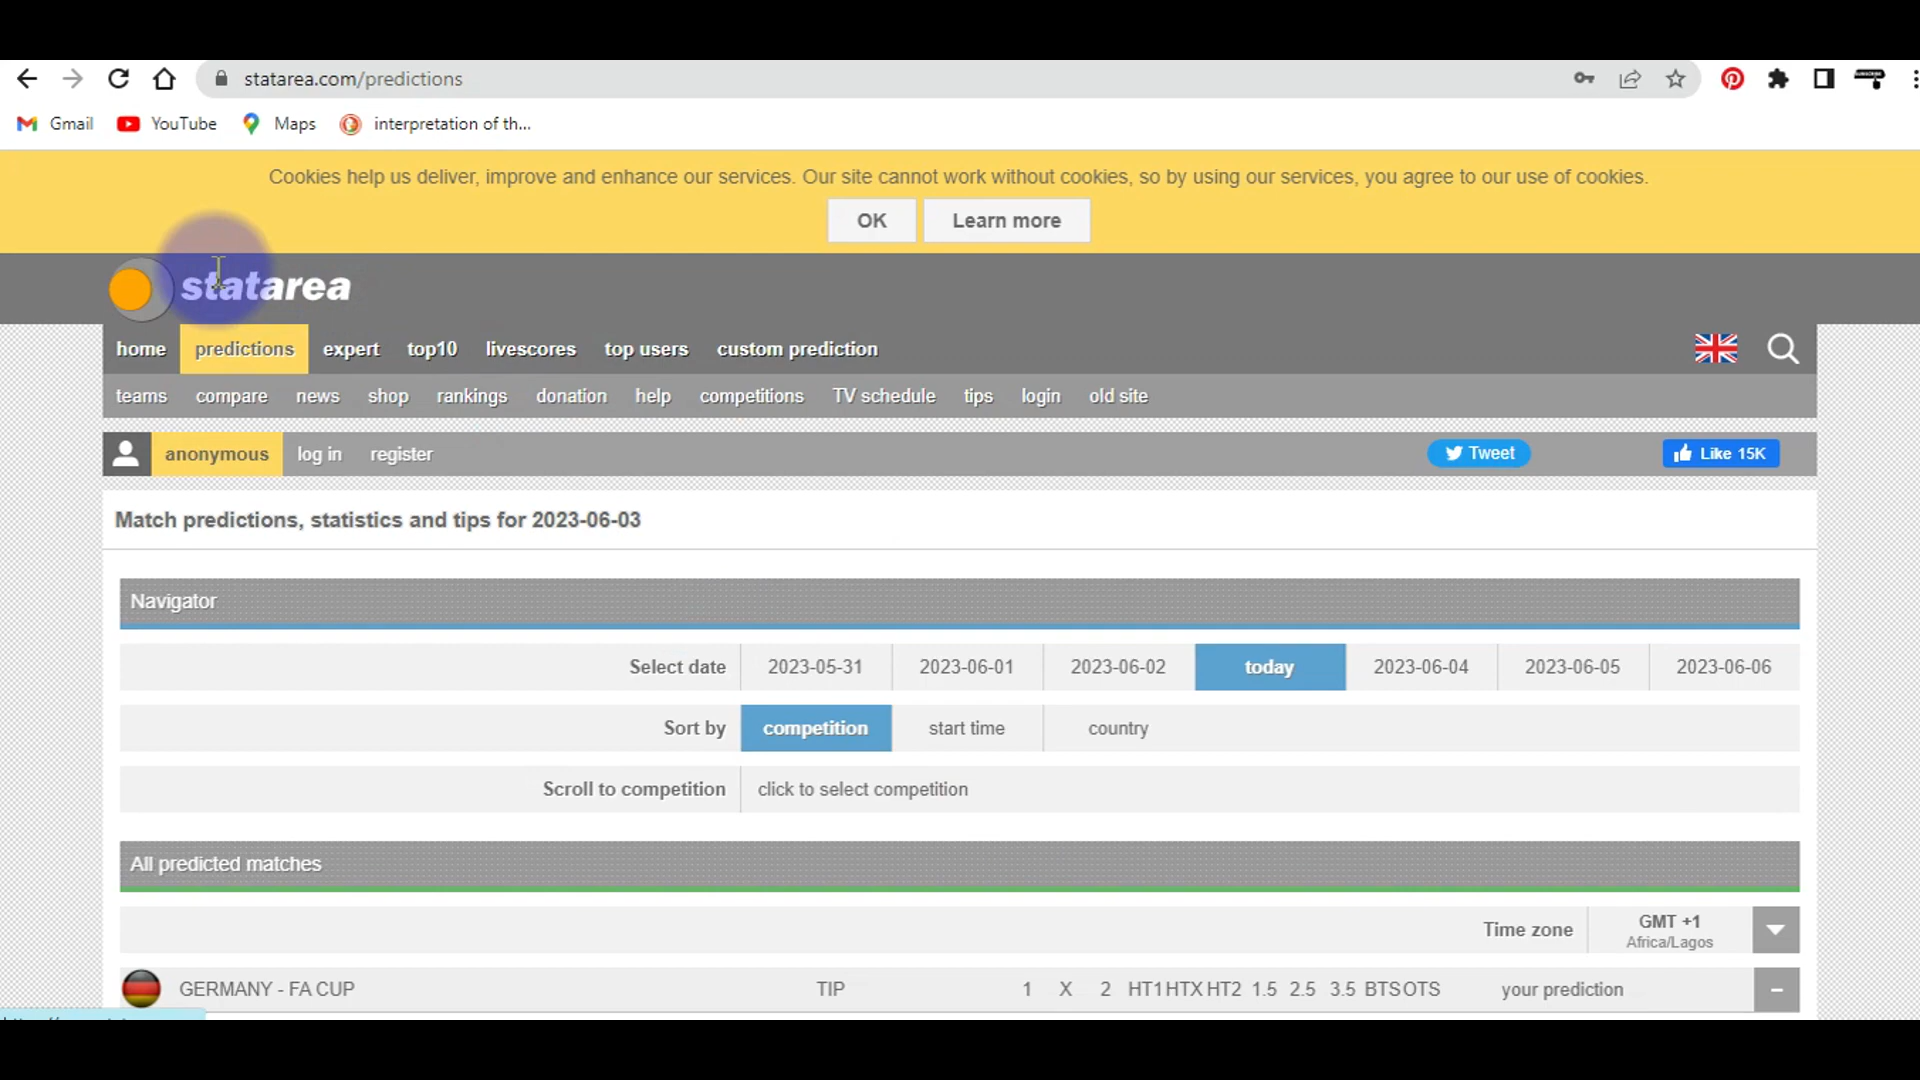 statarea.com/predictions
Gmail YouTube Maps interpretation of th...
Cookies help us deliver, improve and enhance our services. Our site cannot work without cookies, so by using our services, you agree to our use of cookies.
OK Learn more
statarea
home predictions expert top10 livescores top users custom prediction
teams compare news shop rankings donation help competitions TV schedule tips login old site
anonymous log in register Tweet Like 15K
Match predictions, statistics and tips for 2023-06-03
Navigator
Select date 2023-05-31 2023-06-01 2023-06-02 today 2023-06-04 2023-06-05 2023-06-06
Sort by competition start time country
Scroll to competition click to select competition
All predicted matches
Time zone GMT +1
Africa/Lagos
GERMANY - FA CUP TIP 1 X 2 HT1 HTX HT2 1.5 2.5 3.5 BTS OTS your prediction